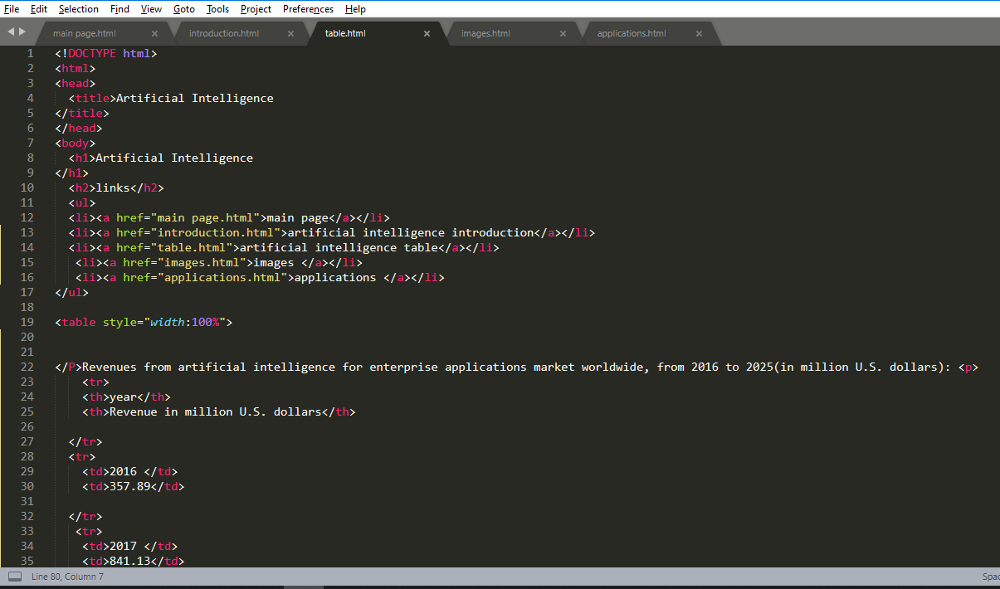 File Edit Selection Find View Goto Tools Project Preferences Help
main page.html × introduction.html × table.html × images.html × applications.html ×
1 <!DOCTYPE html>
2 <html>
3 <head>
4 <title>Artificial Intelligence
5 </title>
6 </head>
7 <body>
8 <h1>Artificial Intelligence
9 </h1>
10 <h2>links</h2>
11 <ul>
12 <li><a href="main page.html">main page</a></li>
13 <li><a href="introduction.html">artificial intelligence introduction</a></li>
14 <li><a href="table.html">artificial intelligence table</a></li>
15 <li><a href="images.html">images </a></li>
16 <li><a href="applications.html">applications </a></li>
17 </ul>
18
19 <table style="width:100%">
20
21
22 </P>Revenues from artificial intelligence for enterprise applications market worldwide, from 2016 to 2025(in million U.S. dollars): <p>
23 <tr>
24 <th>year</th>
25 <th>Revenue in million U.S. dollars</th>
26
27 </tr>
28 <tr>
29 <td>2016 </td>
30 <td>357.89</td>
31
32 </tr>
33 <tr>
34 <td>2017 </td>
35 <td>841.13</td>
Line 80, Column 7 Spac